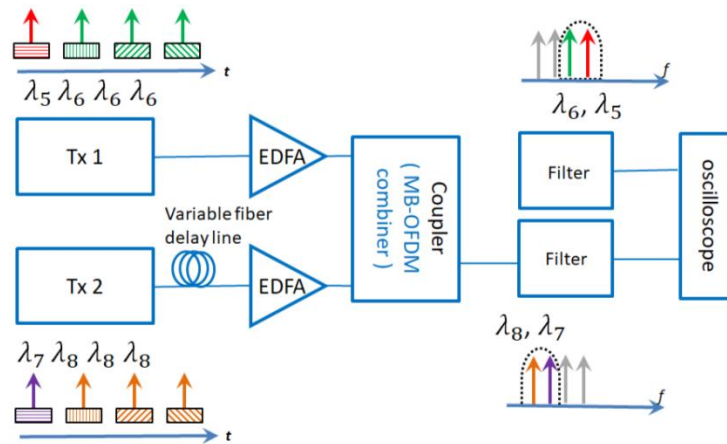 t
f
λ5 λ6 λ6 λ6
λ6, λ5
Tx 1
EDFA
Coupler
( MB-OFDM
combiner )
Filter
oscilloscope
Variable fiber
delay line
Tx 2
EDFA
Filter
λ7 λ8 λ8 λ8
λ8, λ7
t
f